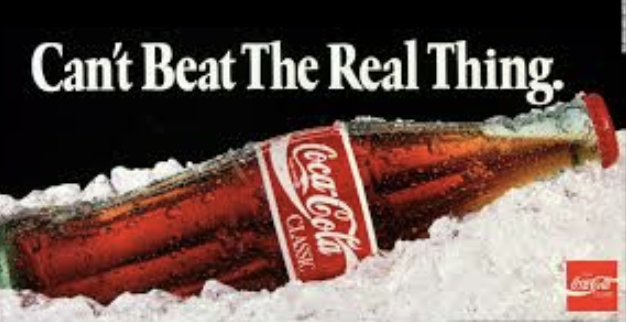 Can't Beat The Real Thing.
Coca-Cola
CLASSIC
Coca-Cola